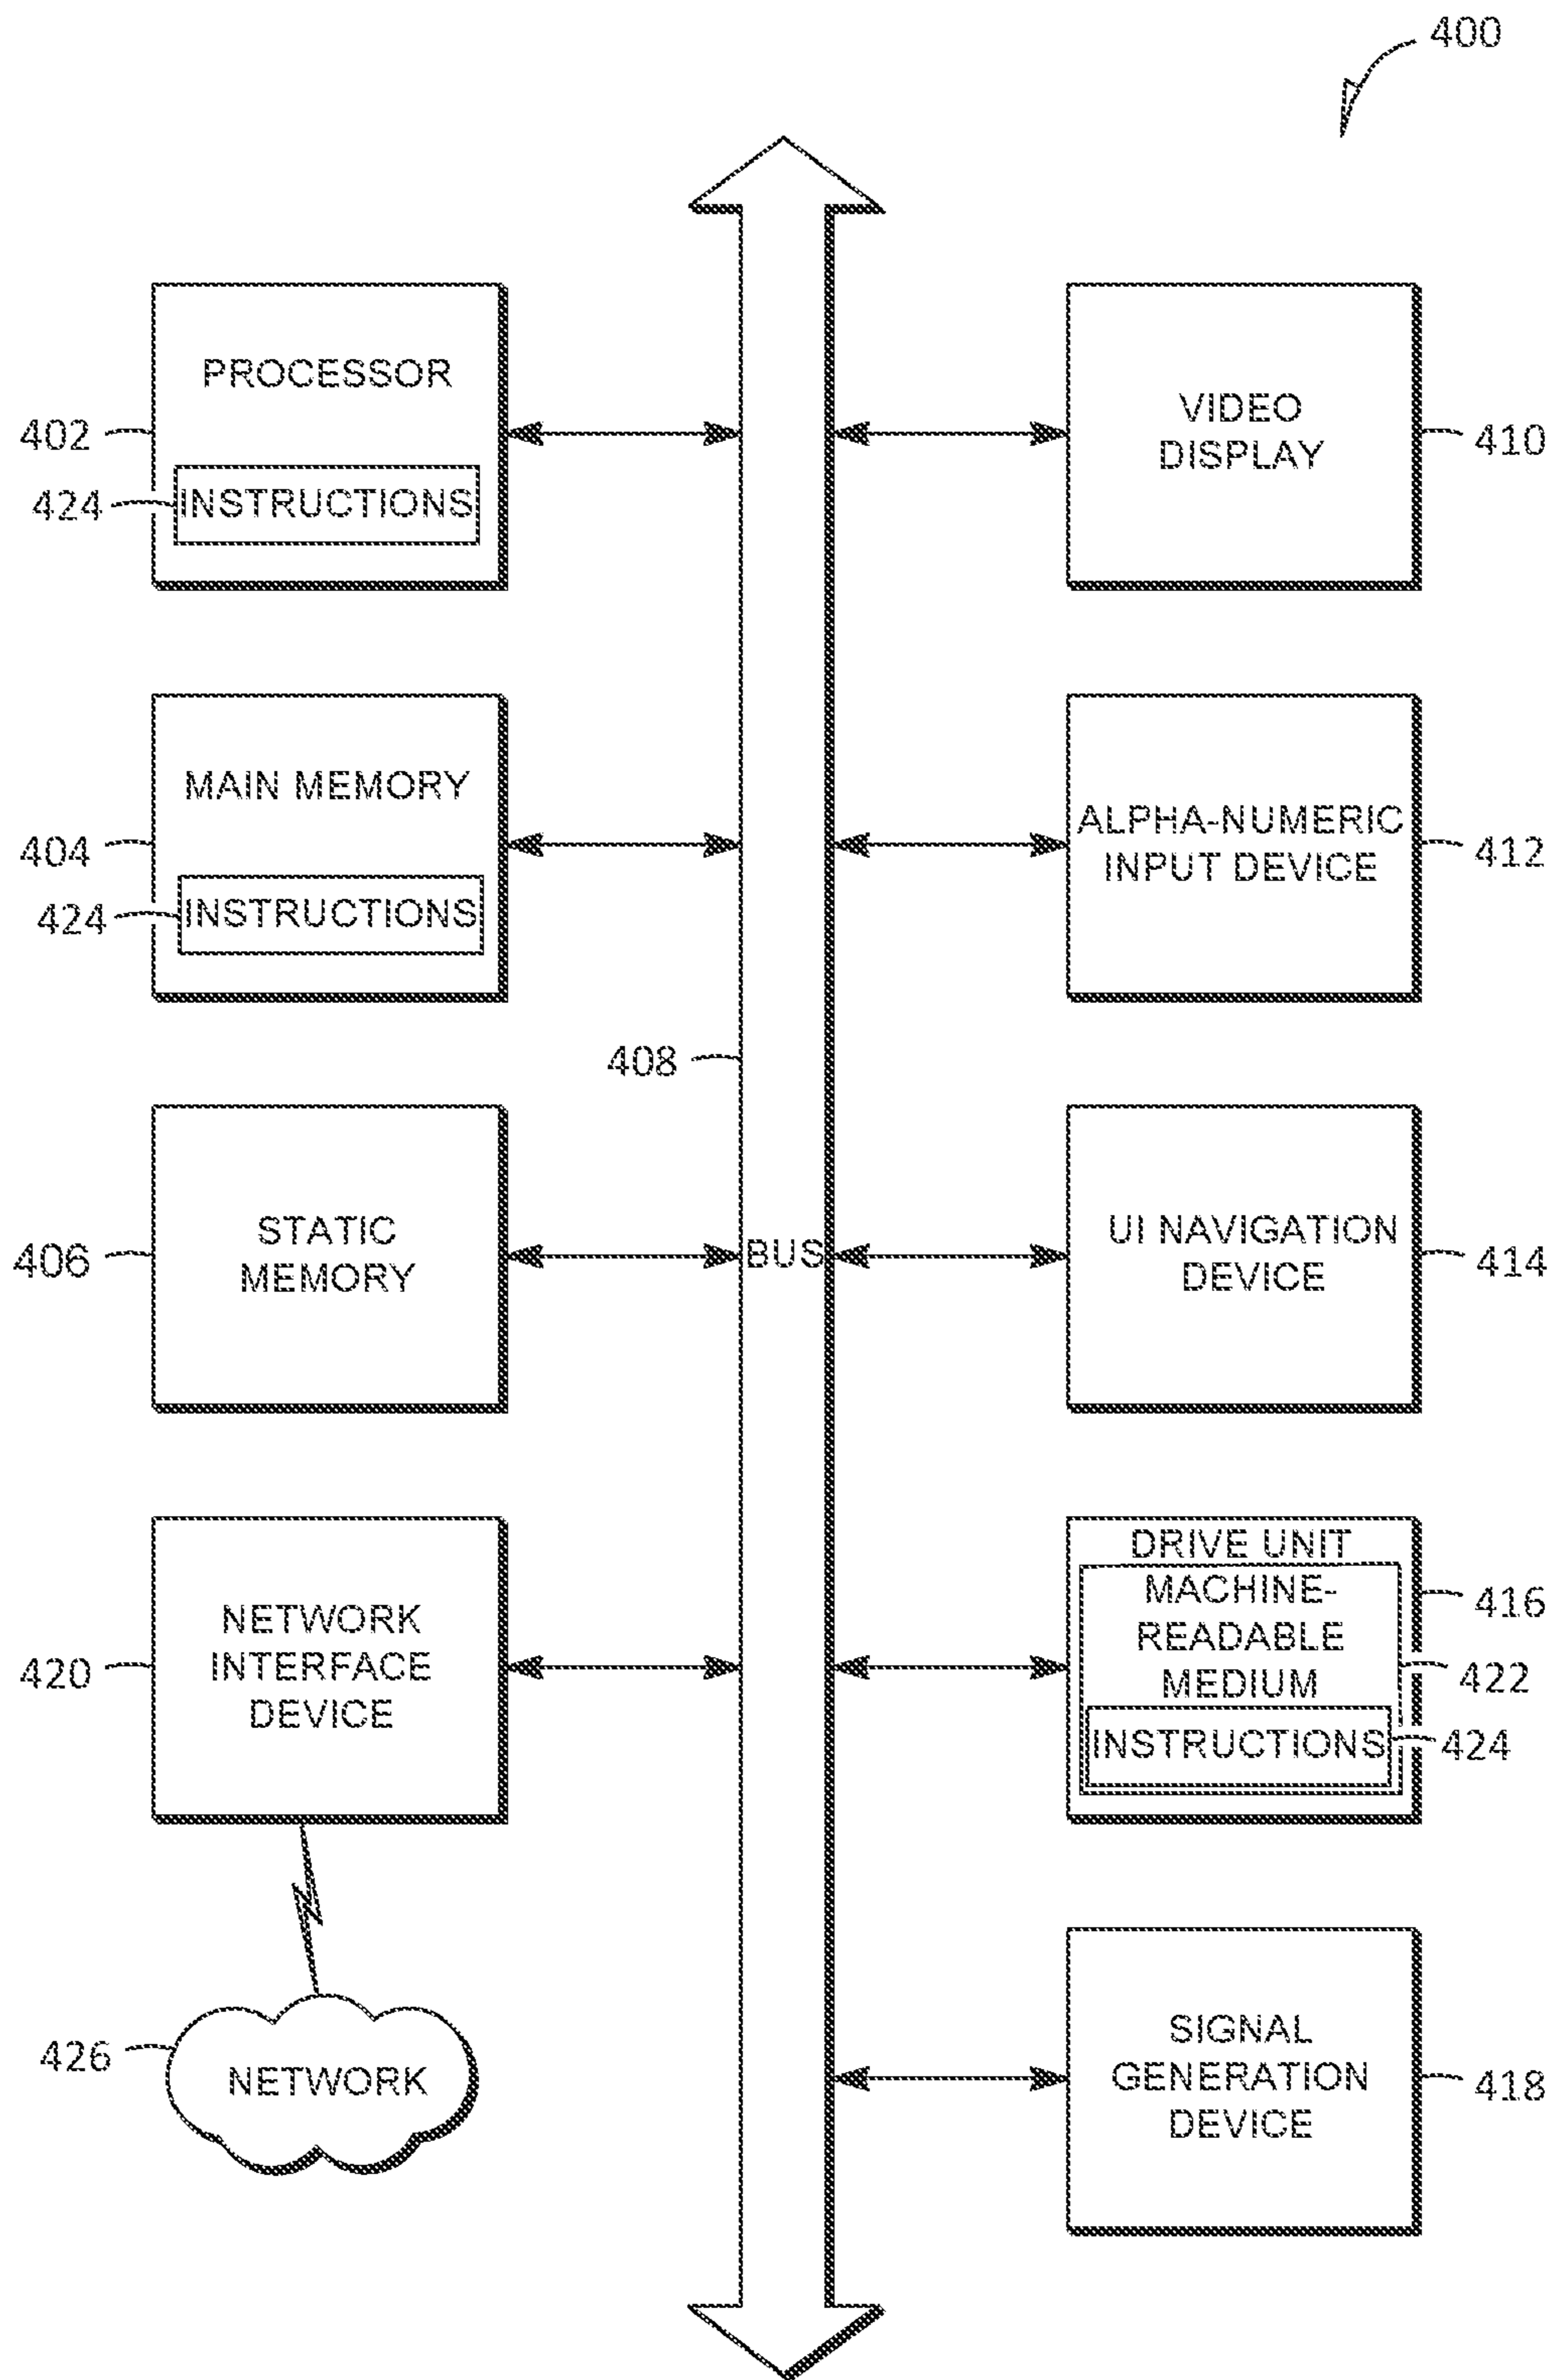 400
PROCESSOR
402
424
INSTRUCTIONS
VIDEO
DISPLAY
410
MAIN MEMORY
404
424
INSTRUCTIONS
ALPHA-NUMERIC
INPUT DEVICE
412
408
STATIC
MEMORY
406
BUS
UI NAVIGATION
DEVICE
414
NETWORK
INTERFACE
DEVICE
420
DRIVE UNIT
MACHINE-
READABLE
MEDIUM
416
422
INSTRUCTIONS
424
426
NETWORK
SIGNAL
GENERATION
DEVICE
418